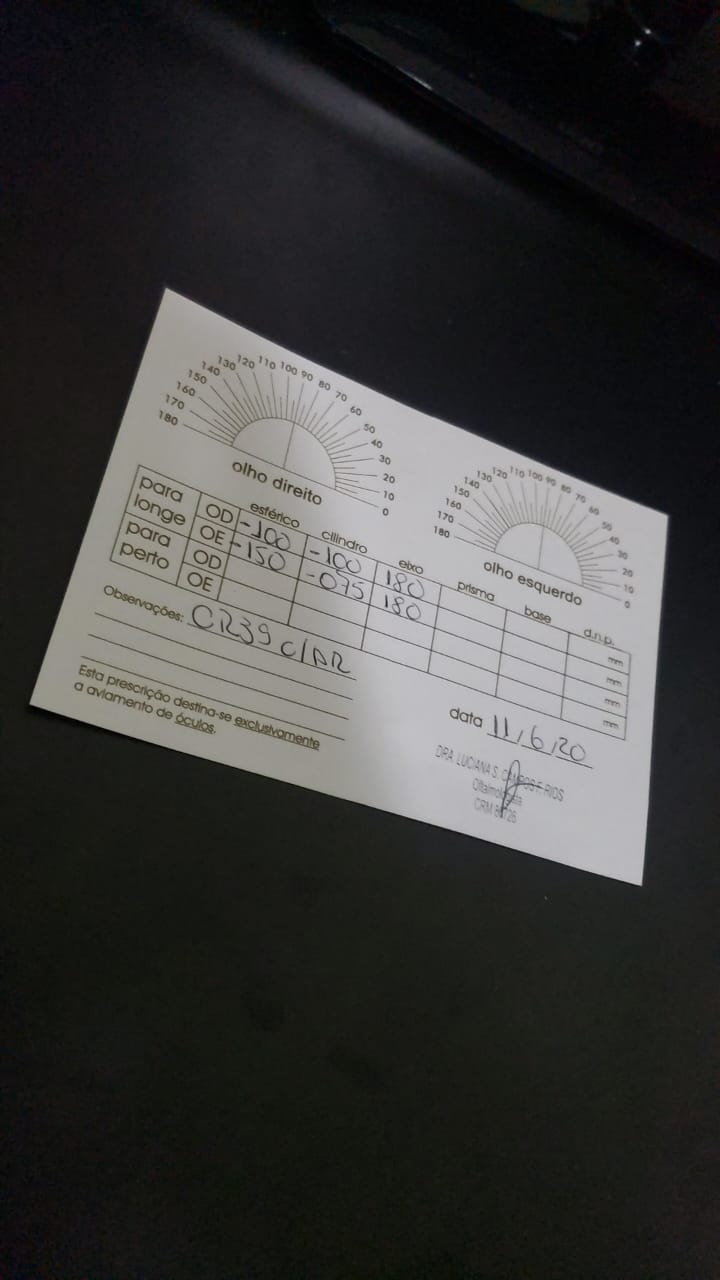 180 170 160 150 140 130 120 110 100 90 80 70 60 50 40 30 20 10 0
olho direito
180 170 160 150 140 130 120 110 100 90 80 70 60 50 40 30 20 10 0
olho esquerdo
esférico cilindro eixo prisma base d.n.p.
para longe OD -100 -100 180 mm
OE -150 -075 180 mm
para perto OD mm
OE mm
Observações: CR39 c/AR
Esta prescrição destina-se exclusivamente
a aviamento de óculos.
data 11/6/20
DRA. LUCIANA S. CAMPOS F. RIOS
Oftalmologista
CRM